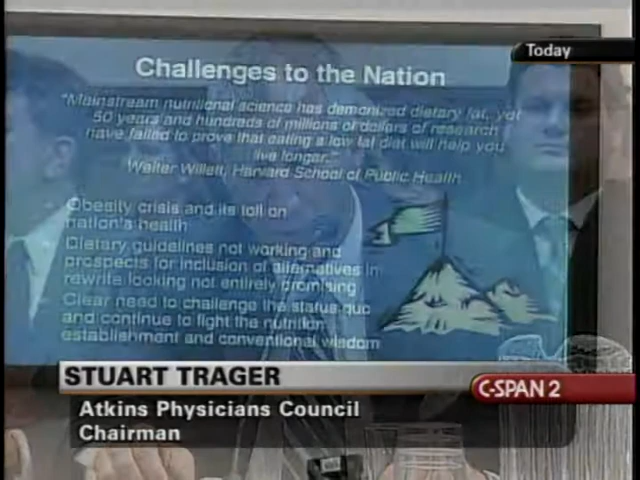 Today
Challenges to the Nation
"Mainstream nutritional science has demonized dietary fat, yet
50 years and hundreds of millions of dollars of research
have failed to prove that eating a low fat diet will help you
live longer."
Walter Willett, Harvard School of Public Health
Obesity crisis and its toll on
nation's health
Dietary guidelines not working and
prospects for inclusion of alternatives in
rewrite looking not entirely promising
Clear need to challenge the status quo
and continue to fight the nutrition
establishment and conventional wisdom
STUART TRAGER
C-SPAN 2
Atkins Physicians Council
Chairman